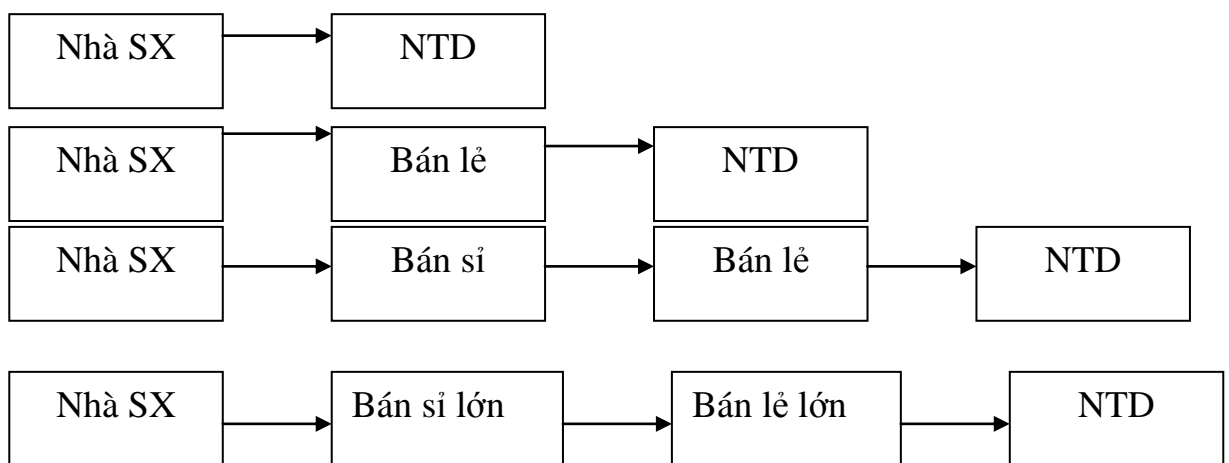 Nhà SX NTD
Nhà SX Bán lẻ NTD
Nhà SX Bán sỉ Bán lẻ NTD
Nhà SX Bán sỉ lớn Bán lẻ lớn NTD